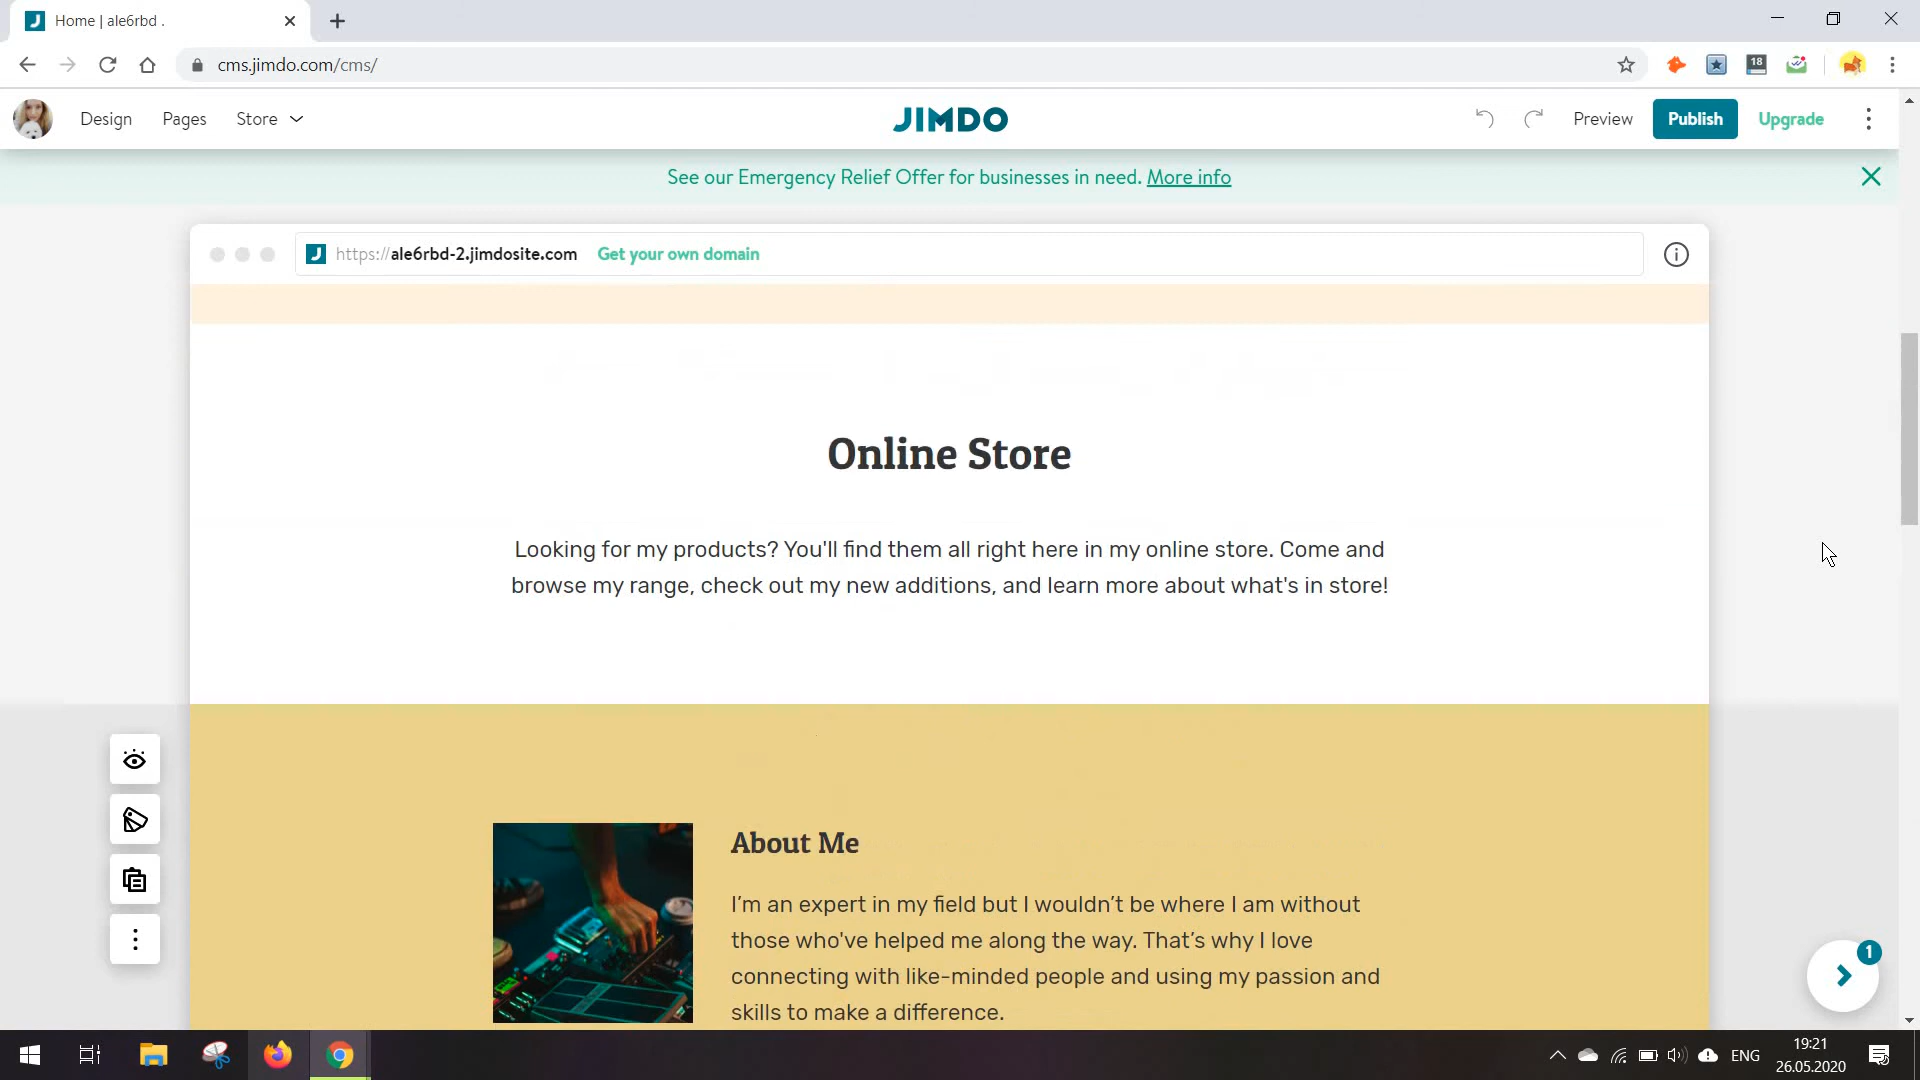 Home | ale6rbd .
cms.jimdo.com/cms/
18
Design Pages Store JIMDO Preview Publish Upgrade
See our Emergency Relief Offer for businesses in need. More info
https://ale6rbd-2.jimdosite.com Get your own domain
Online Store
Looking for my products? You'll find them all right here in my online store. Come and
browse my range, check out my new additions, and learn more about what's in store!
About Me
I’m an expert in my field but I wouldn’t be where I am without
those who've helped me along the way. That’s why I love
connecting with like-minded people and using my passion and
skills to make a difference.
1
ENG
19:21
26.05.2020